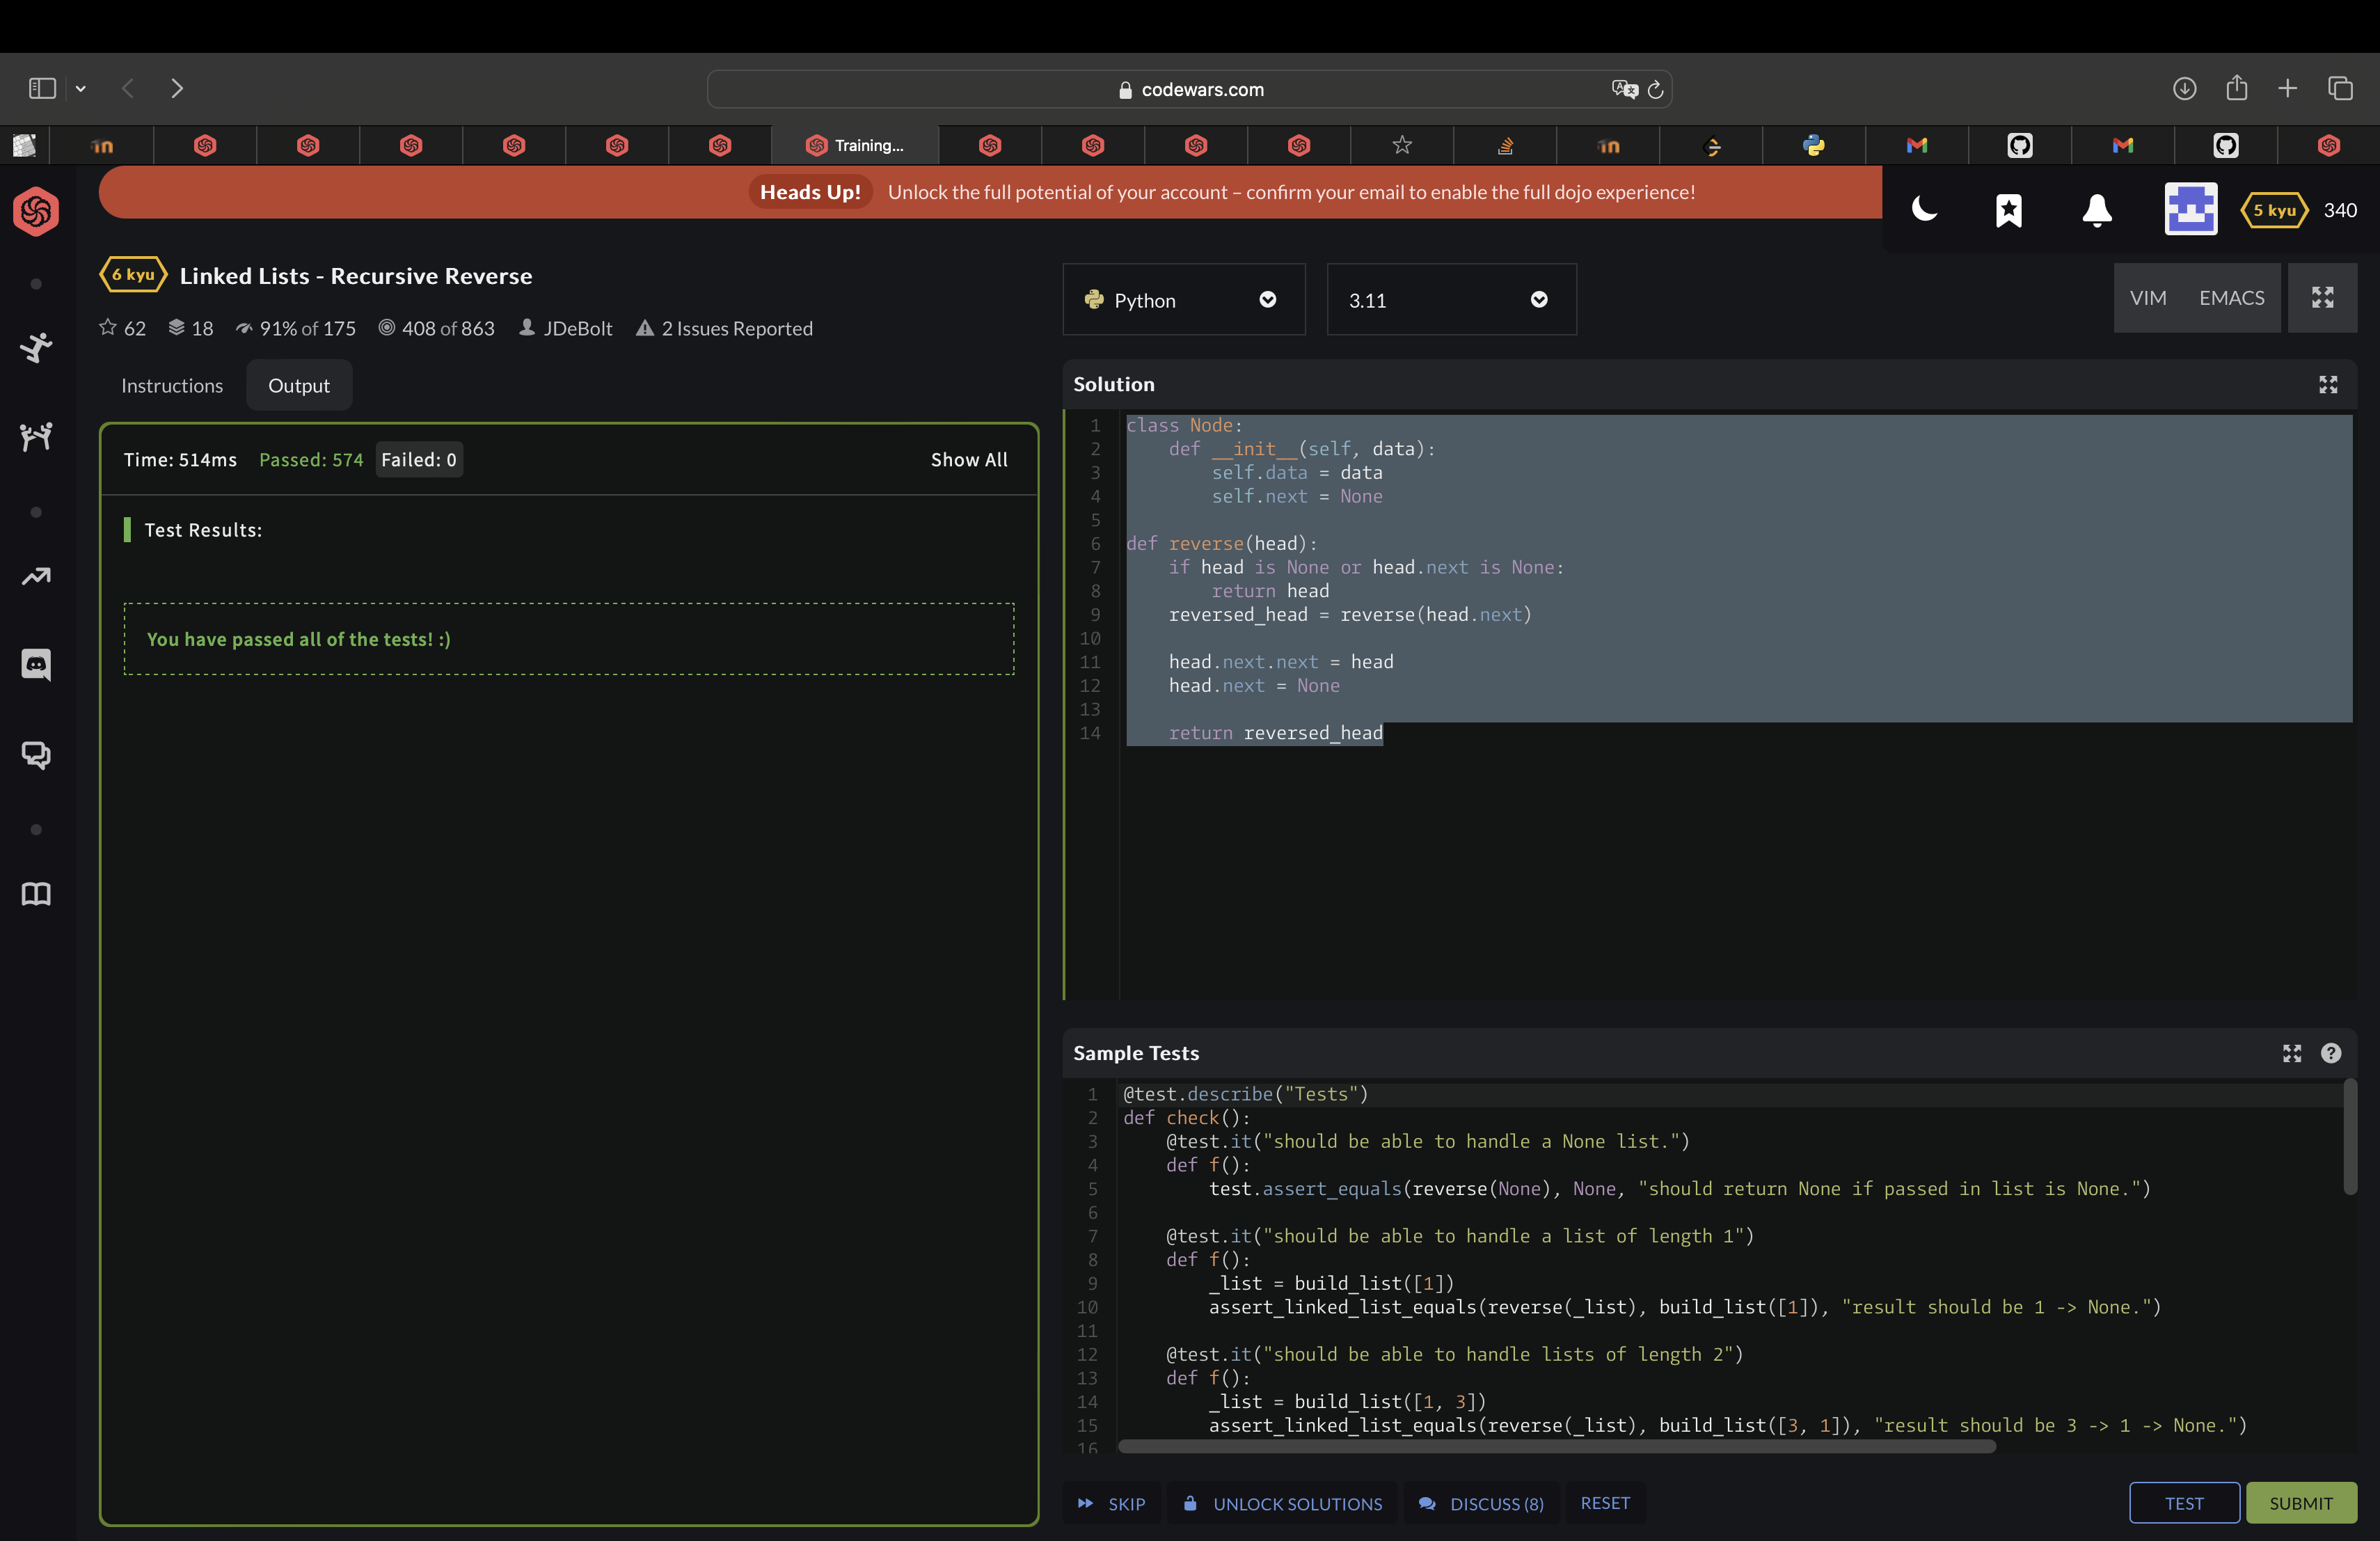 codewars.com
Training...
Heads Up! Unlock the full potential of your account – confirm your email to enable the full dojo experience!
5 kyu 340
6 kyu Linked Lists - Recursive Reverse
62 18 91% of 175 408 of 863 JDeBolt 2 Issues Reported
Instructions Output
Time: 514ms Passed: 574 Failed: 0 Show All
Test Results:
You have passed all of the tests! :)
Python 3.11 VIM EMACS
Solution
1 class Node:
2     def __init__(self, data):
3         self.data = data
4         self.next = None
5
6 def reverse(head):
7     if head is None or head.next is None:
8         return head
9     reversed_head = reverse(head.next)
10
11     head.next.next = head
12     head.next = None
13
14     return reversed_head
Sample Tests
1 @test.describe("Tests")
2 def check():
3     @test.it("should be able to handle a None list.")
4     def f():
5         test.assert_equals(reverse(None), None, "should return None if passed in list is None.")
6
7     @test.it("should be able to handle a list of length 1")
8     def f():
9         _list = build_list([1])
10         assert_linked_list_equals(reverse(_list), build_list([1]), "result should be 1 -> None.")
11
12     @test.it("should be able to handle lists of length 2")
13     def f():
14         _list = build_list([1, 3])
15         assert_linked_list_equals(reverse(_list), build_list([3, 1]), "result should be 3 -> 1 -> None.")
16
SKIP UNLOCK SOLUTIONS DISCUSS (8) RESET TEST SUBMIT